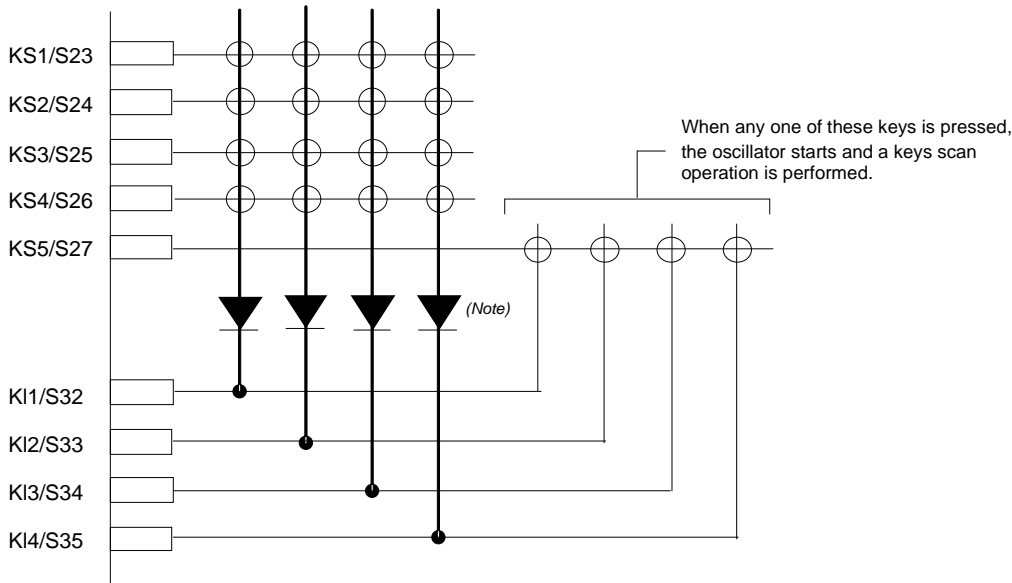 KS1/S23
KS2/S24
KS3/S25
KS4/S26
KS5/S27
When any one of these keys is pressed,
the oscillator starts and a keys scan
operation is performed.
(Note)
KI1/S32
KI2/S33
KI3/S34
KI4/S35